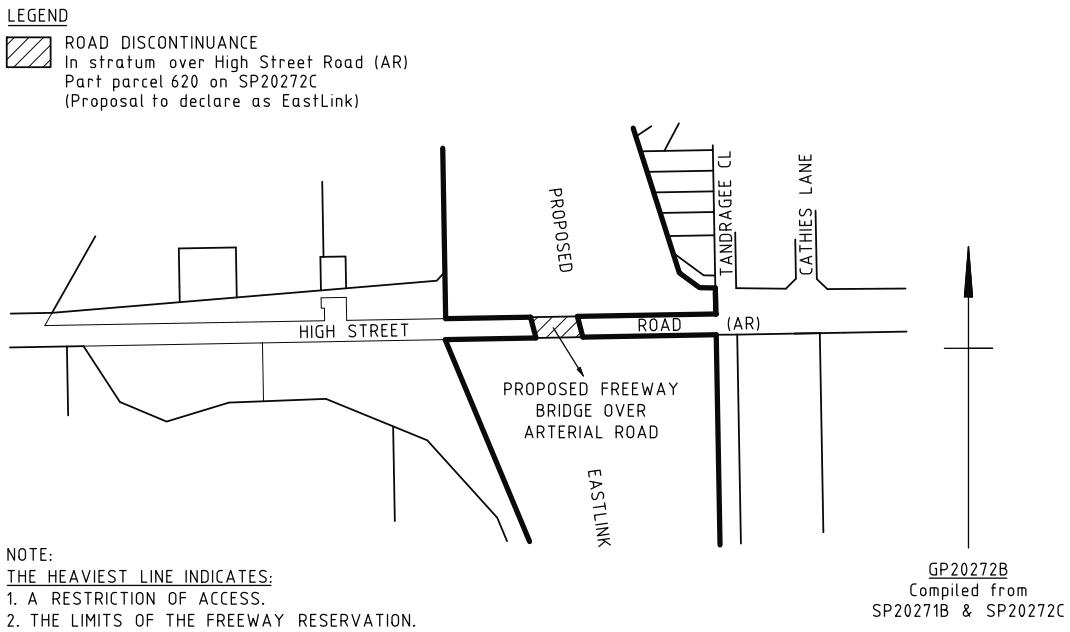 LEGEND
ROAD DISCONTINUANCE
In stratum over High Street Road (AR)
Part parcel 620 on SP20272C
(Proposal to declare as EastLink)
PROPOSED
TANDRAGEE CL
CATHIES LANE
HIGH STREET
ROAD
(AR)
PROPOSED FREEWAY
BRIDGE OVER
ARTERIAL ROAD
EASTLINK
NOTE:
THE HEAVIEST LINE INDICATES:
1. A RESTRICTION OF ACCESS.
2. THE LIMITS OF THE FREEWAY RESERVATION.
GP20272B
Compiled from
SP20271B & SP20272C